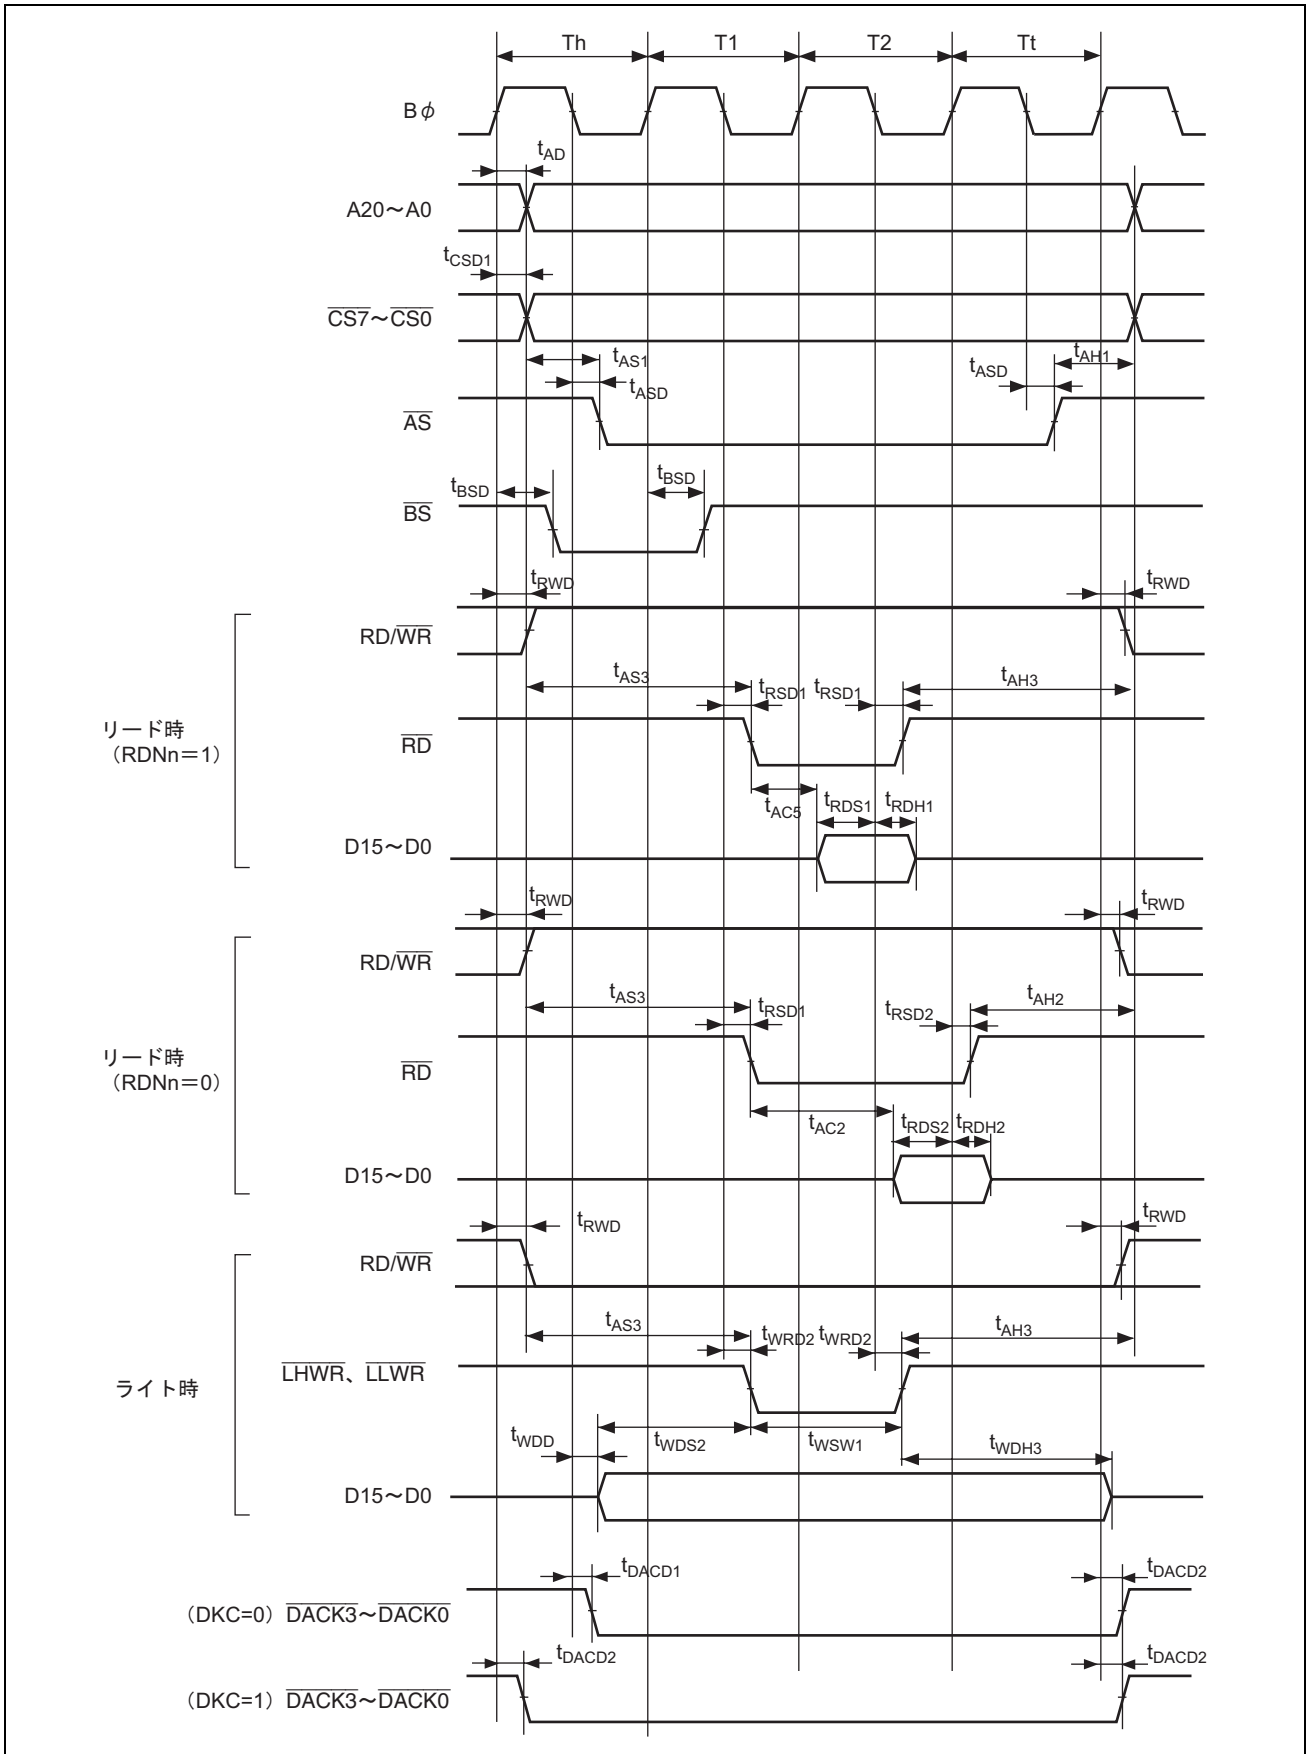 Th T1 T2 Tt
Bφ
tAD
A20～A0
tCSD1
CS7～CS0
tAS1 tAH1
tASD tASD
AS
tBSD tBSD
BS
tRWD tRWD
RD/WR
tAS3 tRSD1 tRSD1 tAH3
リード時
（RDNn＝1）
RD
tAC5 tRDS1 tRDH1
D15～D0
tRWD tRWD
RD/WR
tAS3 tRSD1 tRSD2 tAH2
リード時
（RDNn＝0）
RD
tAC2 tRDS2 tRDH2
D15～D0
tRWD tRWD
RD/WR
tAS3 tWRD2 tWRD2 tAH3
ライト時
LHWR、LLWR
tWDD tWDS2 tWSW1 tWDH3
D15～D0
tDACD1 tDACD2
（DKC=0）DACK3～DACK0
tDACD2 tDACD2
（DKC=1）DACK3～DACK0